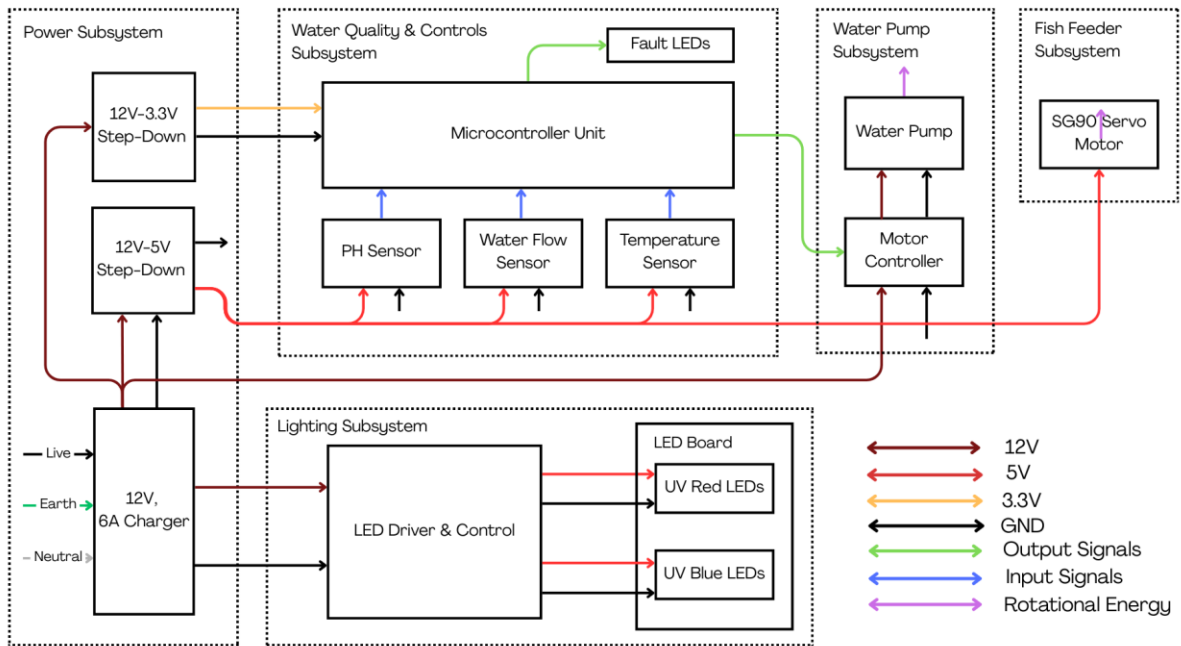 Power Subsystem
12V-3.3V
Step-Down
12V-5V
Step-Down
Live
Earth
Neutral
12V,
6A Charger
Water Quality & Controls
Subsystem
Fault LEDs
Microcontroller Unit
PH Sensor
Water Flow
Sensor
Temperature
Sensor
Water Pump
Subsystem
Water Pump
Motor
Controller
Fish Feeder
Subsystem
SG90 Servo
Motor
Lighting Subsystem
LED Driver & Control
LED Board
UV Red LEDs
UV Blue LEDs
12V
5V
3.3V
GND
Output Signals
Input Signals
Rotational Energy